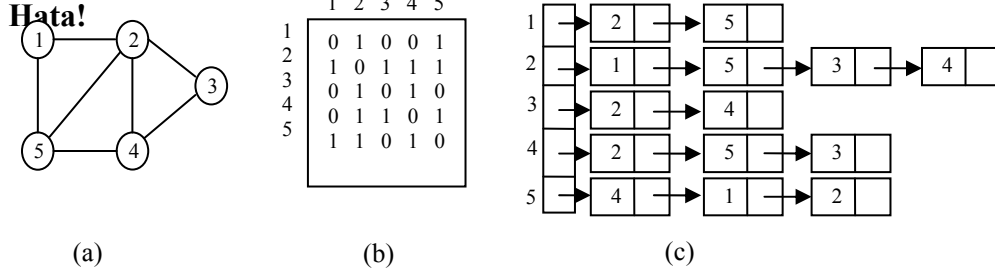 Hata!
1 2
3
5 4
(a)
1 2 3 4 5
1 0 1 0 0 1
2 1 0 1 1 1
3 0 1 0 1 0
4 0 1 1 0 1
5 1 1 0 1 0
(b)
1 2 5
2 1 5 3 4
3 2 4
4 2 5 3
5 4 1 2
(c)